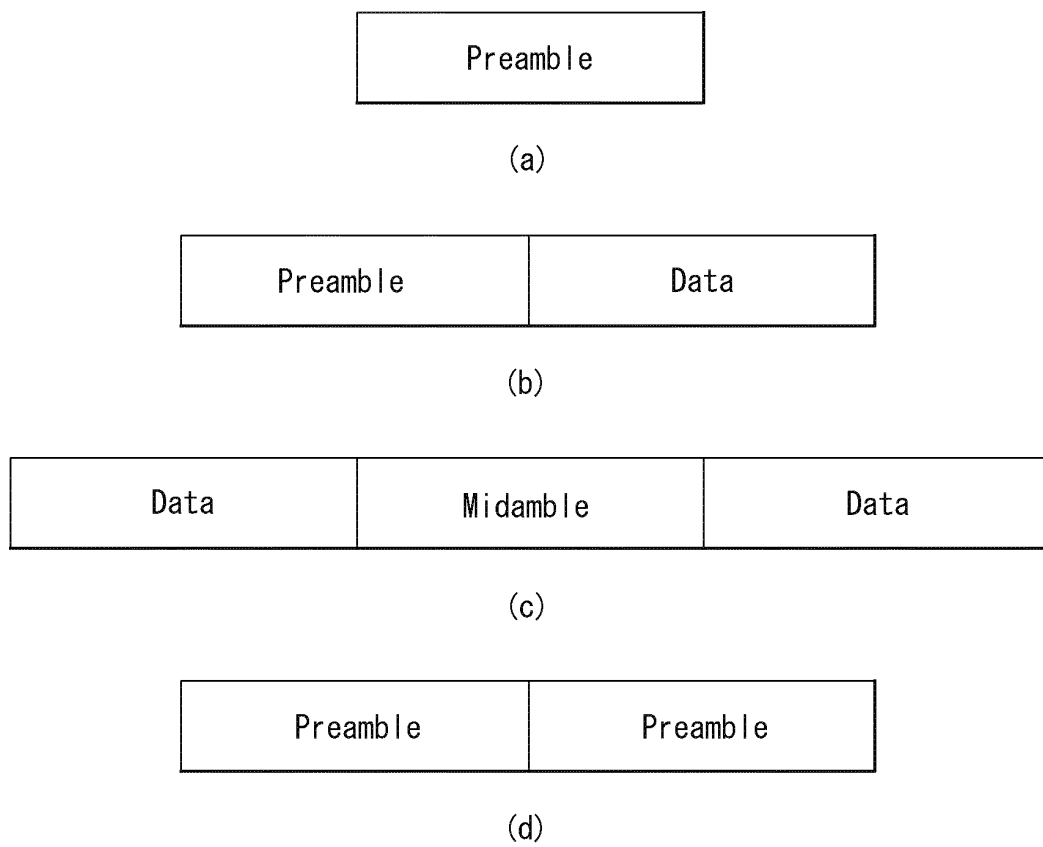 Preamble
(a)
Preamble Data
(b)
Data Midamble Data
(c)
Preamble Preamble
(d)